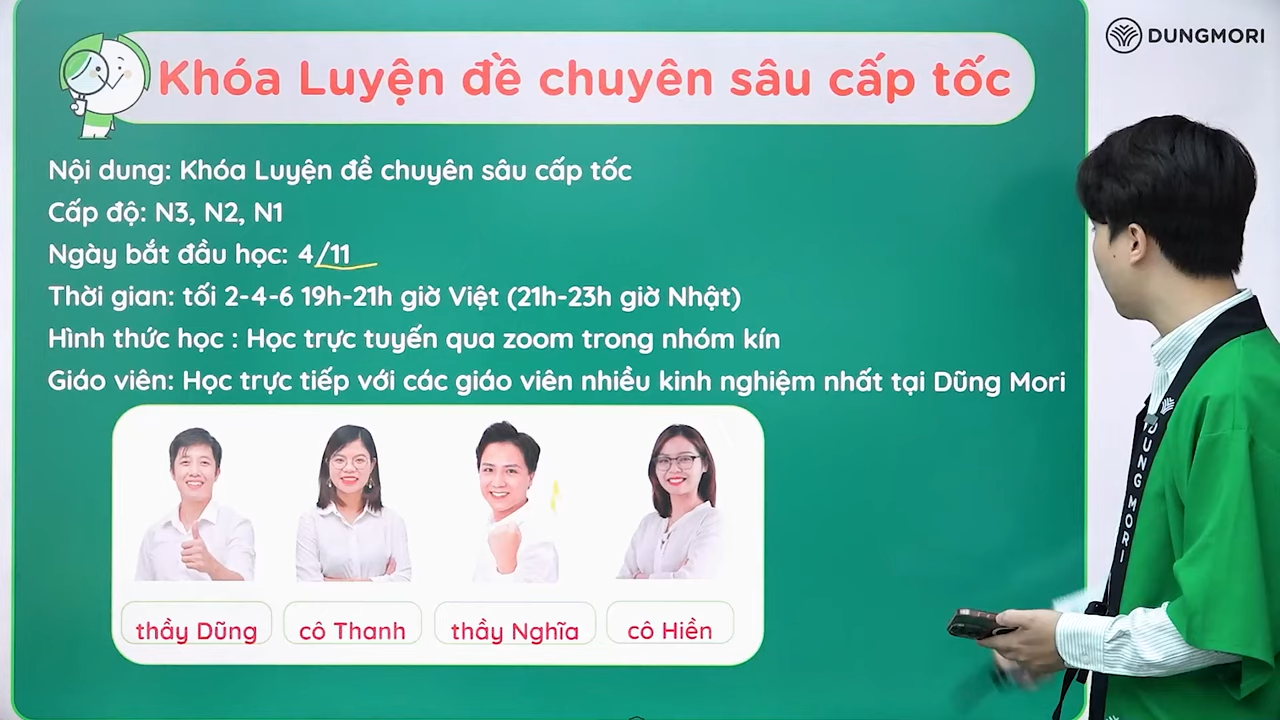 DUNGMORI
Khóa Luyện đề chuyên sâu cấp tốc
Nội dung: Khóa Luyện đề chuyên sâu cấp tốc
Cấp độ: N3, N2, N1
Ngày bắt đầu học: 4/11
Thời gian: tối 2-4-6 19h-21h giờ Việt (21h-23h giờ Nhật)
Hình thức học : Học trực tuyến qua zoom trong nhóm kín
Giáo viên: Học trực tiếp với các giáo viên nhiều kinh nghiệm nhất tại Dũng Mori
thầy Dũng
cô Thanh
thầy Nghĩa
cô Hiền
DUNGMORI